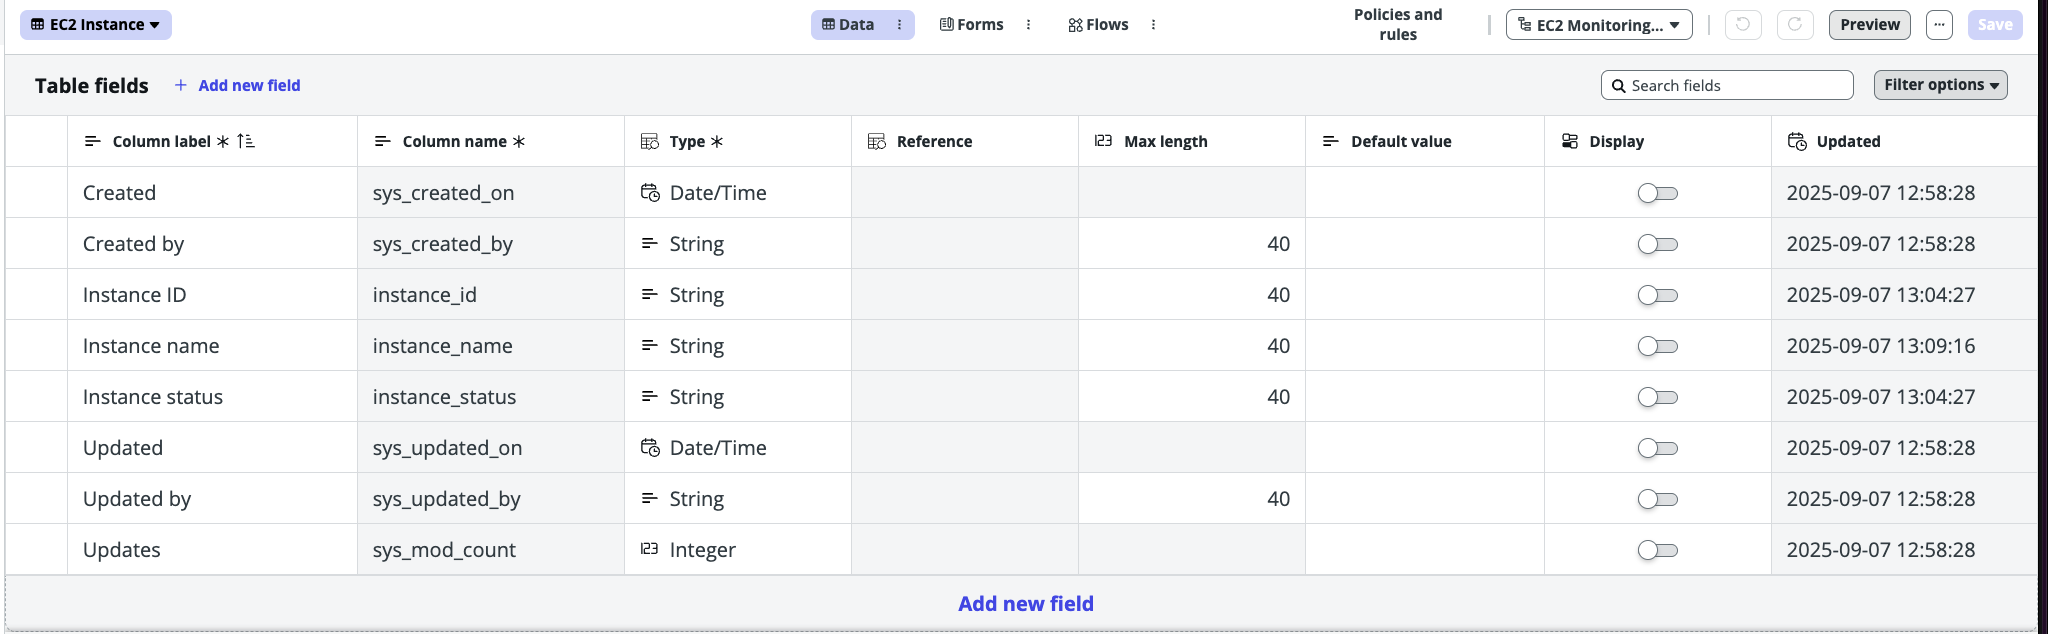 EC2 Instance
Data
Forms
Flows
Policies and
rules
EC2 Monitoring...
Preview
...
Save
Table fields
+ Add new field
Search fields
Filter options
Column label * Column name * Type * Reference Max length Default value Display Updated
Created sys_created_on Date/Time 2025-09-07 12:58:28
Created by sys_created_by String 40 2025-09-07 12:58:28
Instance ID instance_id String 40 2025-09-07 13:04:27
Instance name instance_name String 40 2025-09-07 13:09:16
Instance status instance_status String 40 2025-09-07 13:04:27
Updated sys_updated_on Date/Time 2025-09-07 12:58:28
Updated by sys_updated_by String 40 2025-09-07 12:58:28
Updates sys_mod_count Integer 2025-09-07 12:58:28
Add new field